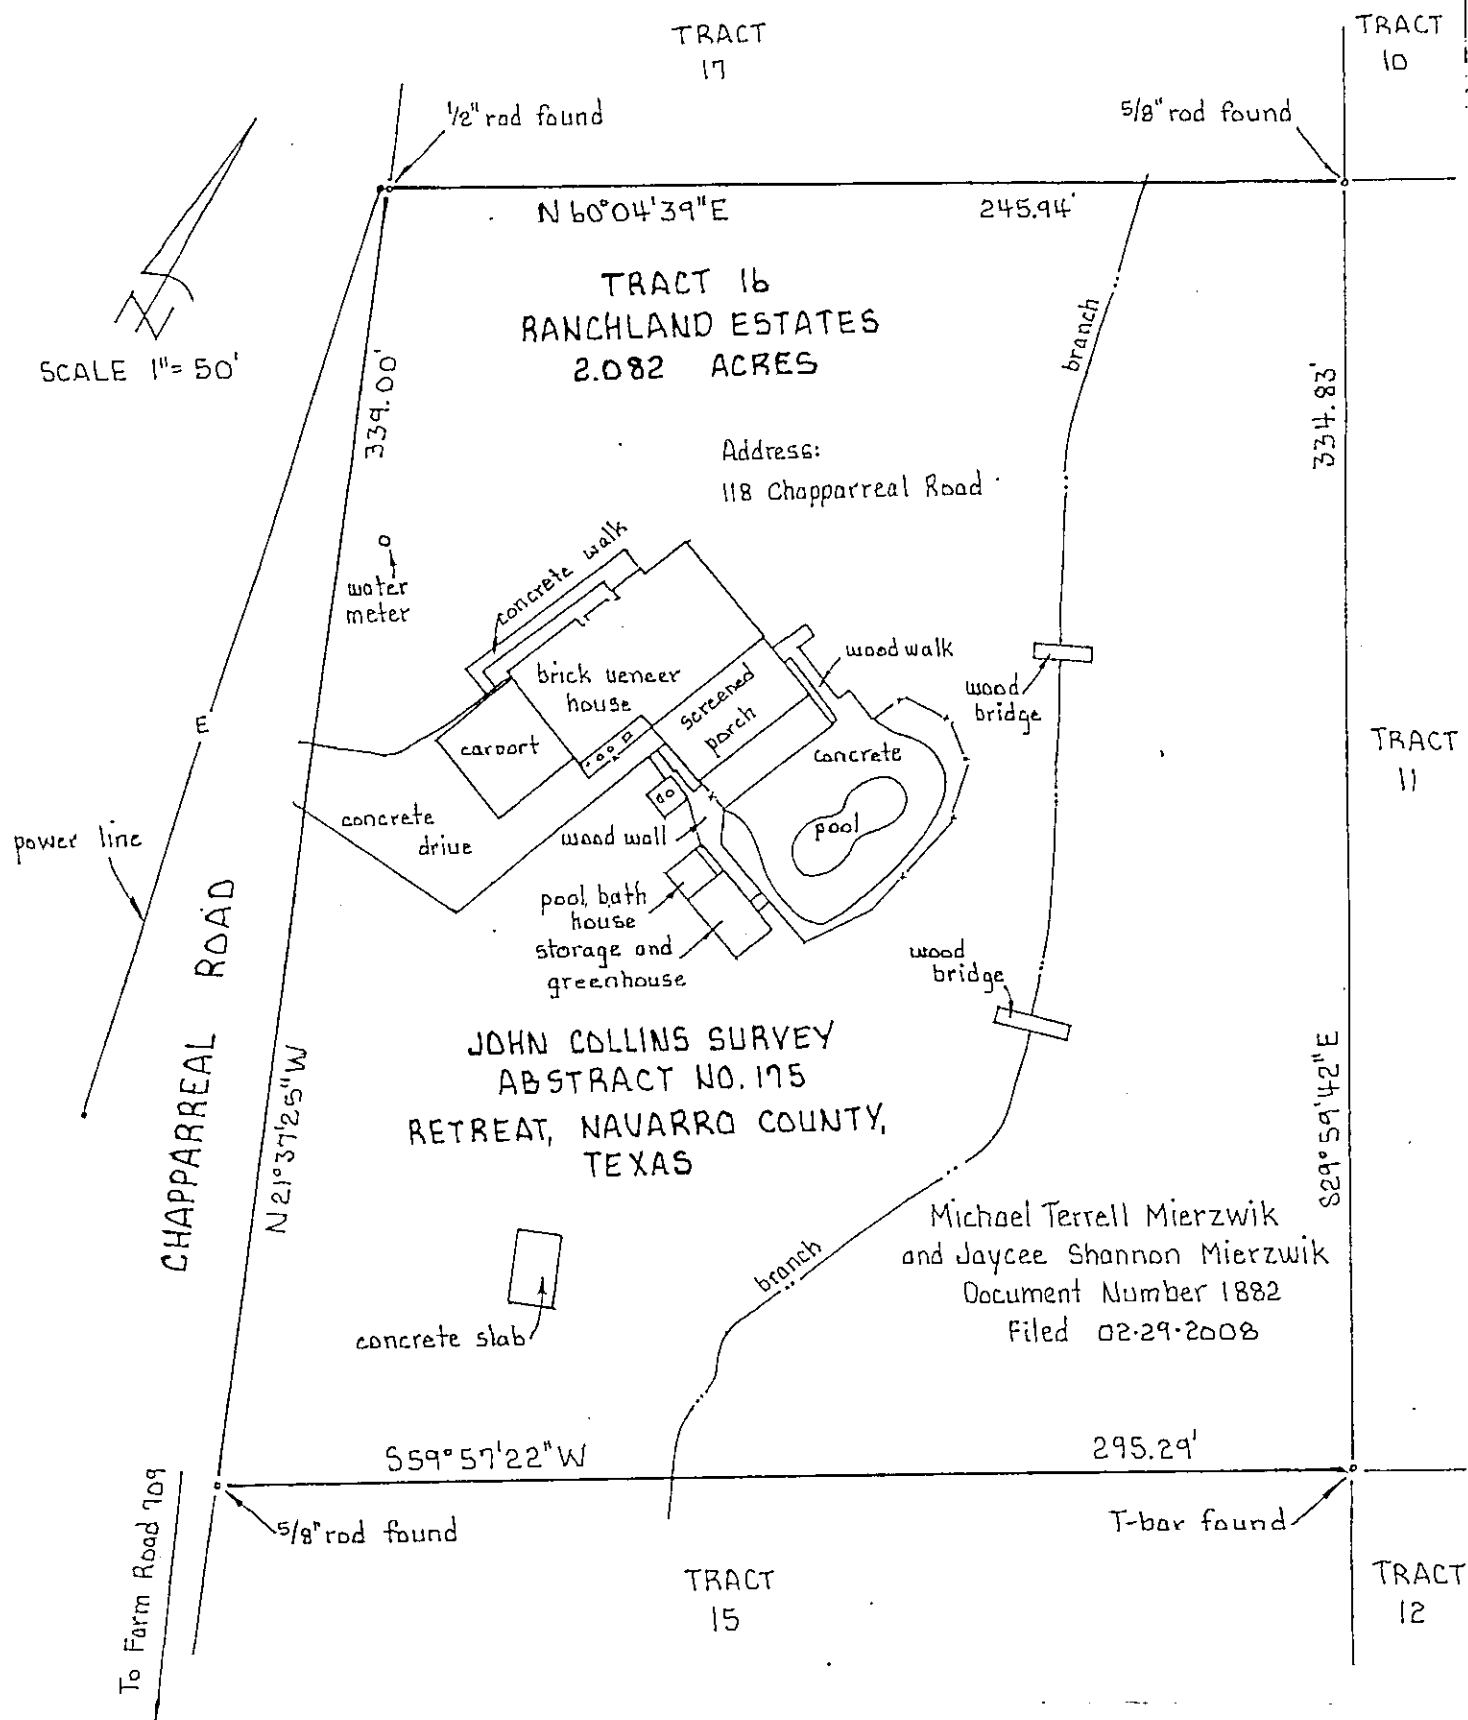 TRACT
17
TRACT
10
1/2" rod found
5/8" rod found
N 60°04'39"E
245.94'
TRACT 16
RANCHLAND ESTATES
2.082 ACRES
SCALE 1"= 50'
339.00'
branch
334.83'
Address:
118 Chapparreal Road
water
meter
concrete walk
brick veneer
house
screened
porch
wood walk
wood
bridge
E
carport
concrete
TRACT
11
power line
concrete
drive
wood wall
pool
pool, bath
house
storage and
greenhouse
wood
bridge
CHAPPARREAL ROAD
N 21°37'25"W
JOHN COLLINS SURVEY
ABSTRACT NO. 175
RETREAT, NAVARRO COUNTY,
TEXAS
S29°59'42"E
Michael Terrell Mierzwik
and Jaycee Shannon Mierzwik
Document Number 1882
Filed 02-29-2008
branch
concrete slab
S59°57'22"W
295.29'
To Farm Road 709
5/8" rod found
T-bar found
TRACT
15
TRACT
12